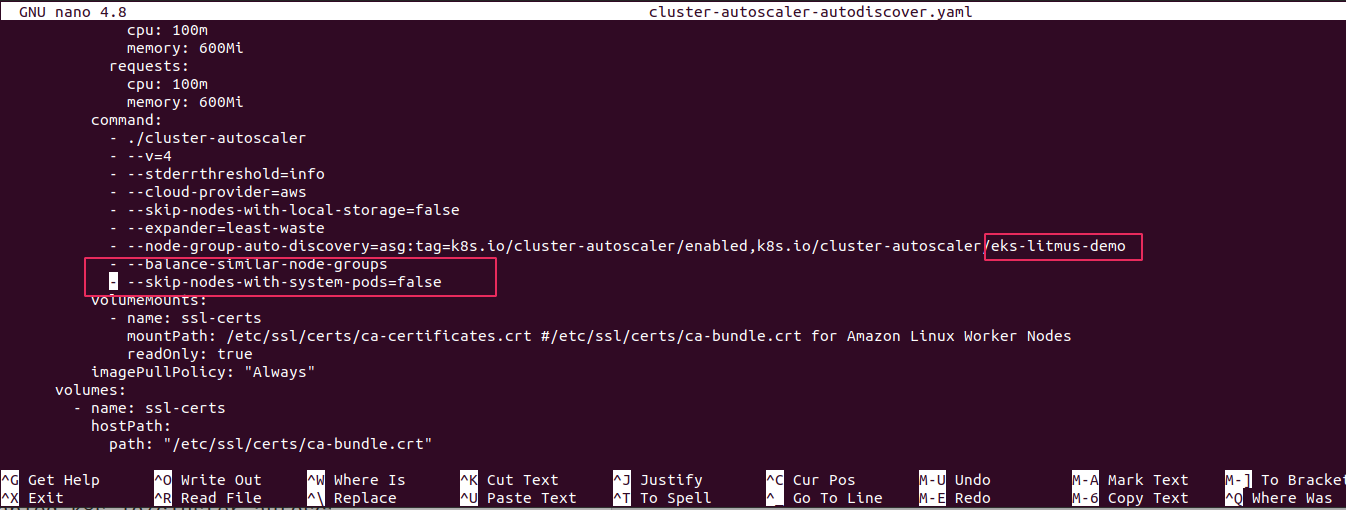 GNU nano 4.8 cluster-autoscaler-autodiscover.yaml
cpu: 100m
memory: 600Mi
requests:
cpu: 100m
memory: 600Mi
command:
- ./cluster-autoscaler
- --v=4
- --stderrthreshold=info
- --cloud-provider=aws
- --skip-nodes-with-local-storage=false
- --expander=least-waste
- --node-group-auto-discovery=asg:tag=k8s.io/cluster-autoscaler/enabled,k8s.io/cluster-autoscaler/eks-litmus-demo
- --balance-similar-node-groups
- --skip-nodes-with-system-pods=false
volumeMounts:
- name: ssl-certs
mountPath: /etc/ssl/certs/ca-certificates.crt #/etc/ssl/certs/ca-bundle.crt for Amazon Linux Worker Nodes
readOnly: true
imagePullPolicy: "Always"
volumes:
- name: ssl-certs
hostPath:
path: "/etc/ssl/certs/ca-bundle.crt"
^G Get Help ^O Write Out ^W Where Is ^K Cut Text ^J Justify ^C Cur Pos M-U Undo M-A Mark Text M-] To Bracket
^X Exit ^R Read File ^\ Replace ^U Paste Text ^T To Spell ^_ Go To Line M-E Redo M-6 Copy Text ^Q Where Was